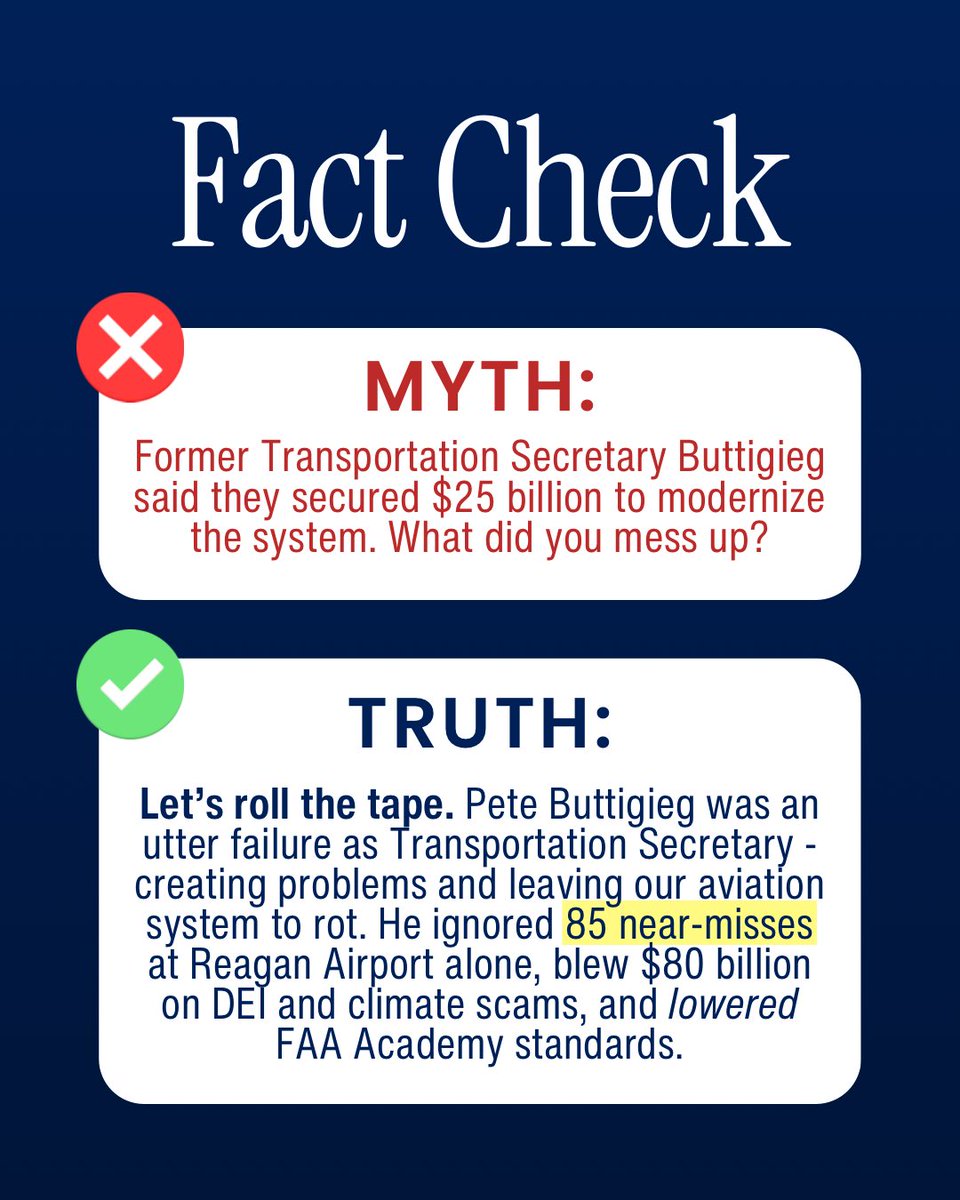 Fact Check
MYTH:
Former Transportation Secretary Buttigieg
said they secured $25 billion to modernize
the system. What did you mess up?
TRUTH:
Let’s roll the tape. Pete Buttigieg was an
utter failure as Transportation Secretary -
creating problems and leaving our aviation
system to rot. He ignored 85 near-misses
at Reagan Airport alone, blew $80 billion
on DEI and climate scams, and lowered
FAA Academy standards.